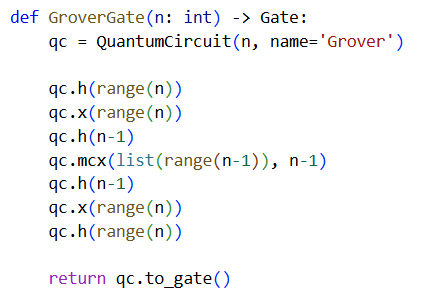 def GroverGate(n: int) -> Gate:
    qc = QuantumCircuit(n, name='Grover')

    qc.h(range(n))
    qc.x(range(n))
    qc.h(n-1)
    qc.mcx(list(range(n-1)), n-1)
    qc.h(n-1)
    qc.x(range(n))
    qc.h(range(n))

    return qc.to_gate()